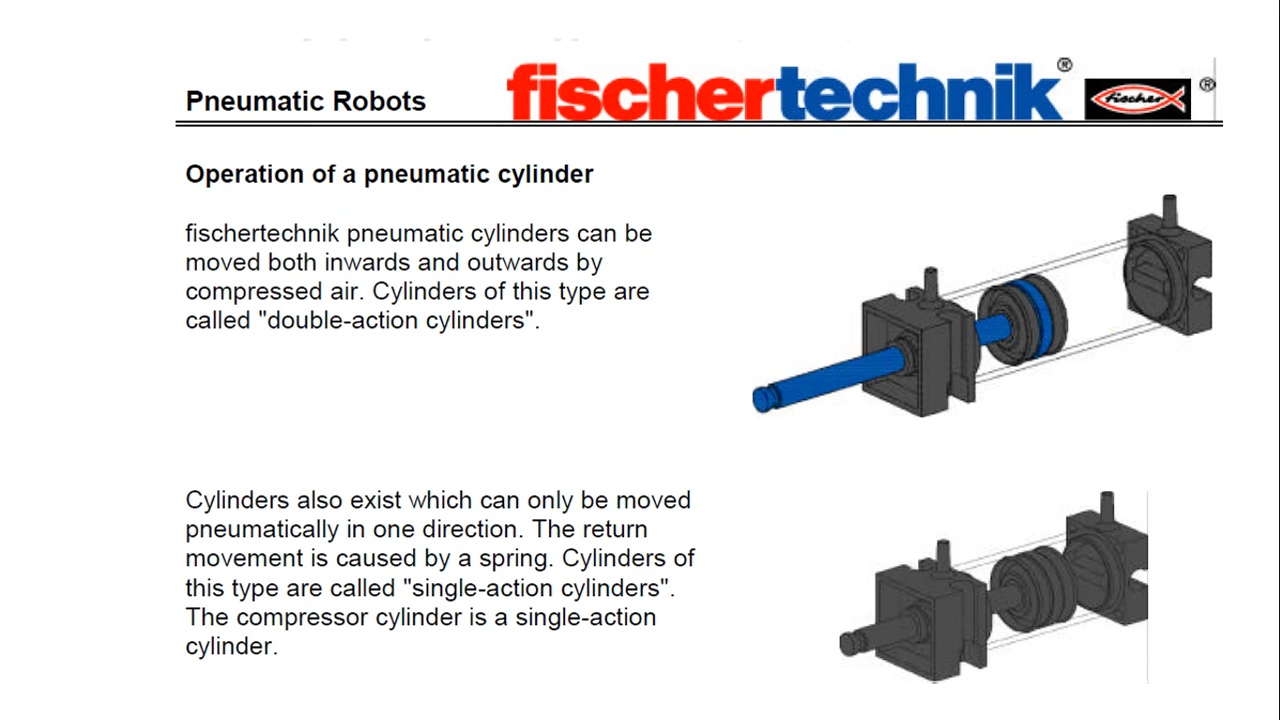 Pneumatic Robots
fischertechnik®
fischer ®
Operation of a pneumatic cylinder
fischertechnik pneumatic cylinders can be
moved both inwards and outwards by
compressed air. Cylinders of this type are
called "double-action cylinders".
Cylinders also exist which can only be moved
pneumatically in one direction. The return
movement is caused by a spring. Cylinders of
this type are called "single-action cylinders".
The compressor cylinder is a single-action
cylinder.